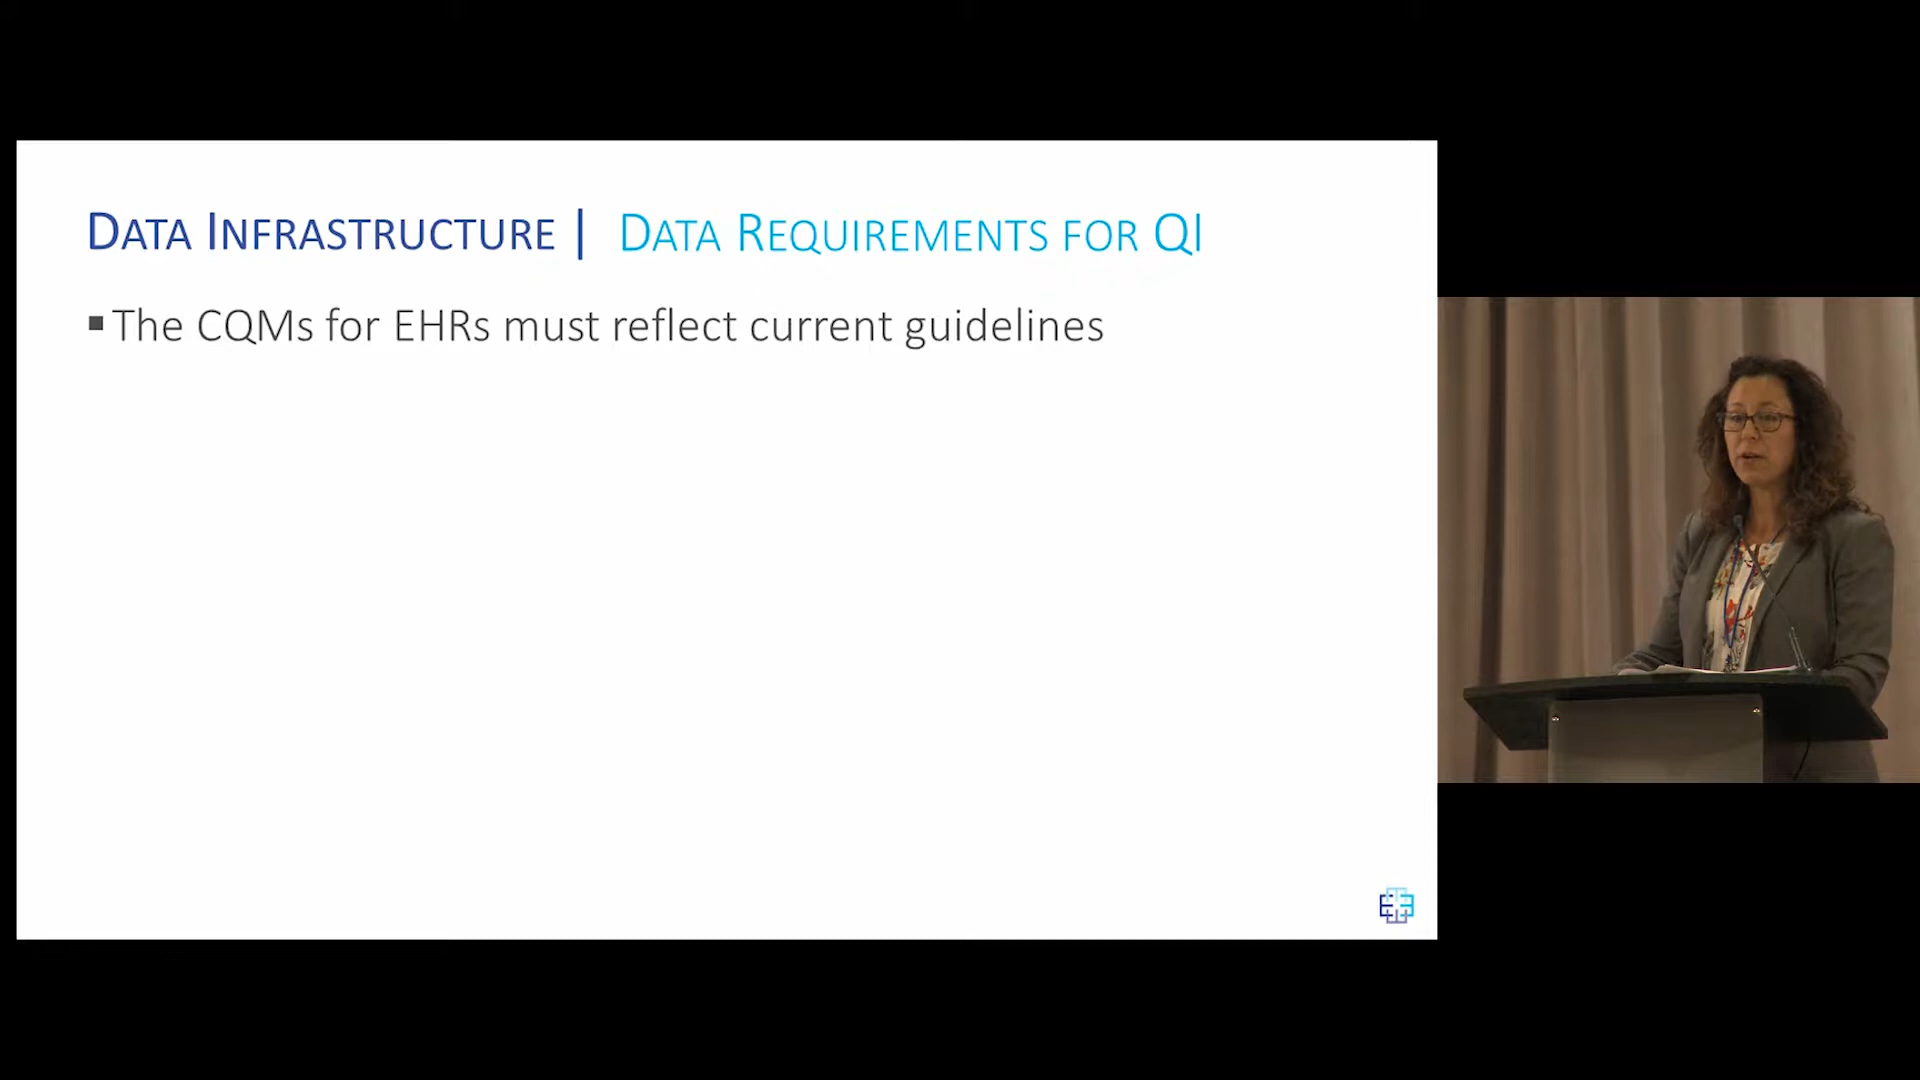 DATA INFRASTRUCTURE | DATA REQUIREMENTS FOR QI
▪ The CQMs for EHRs must reflect current guidelines